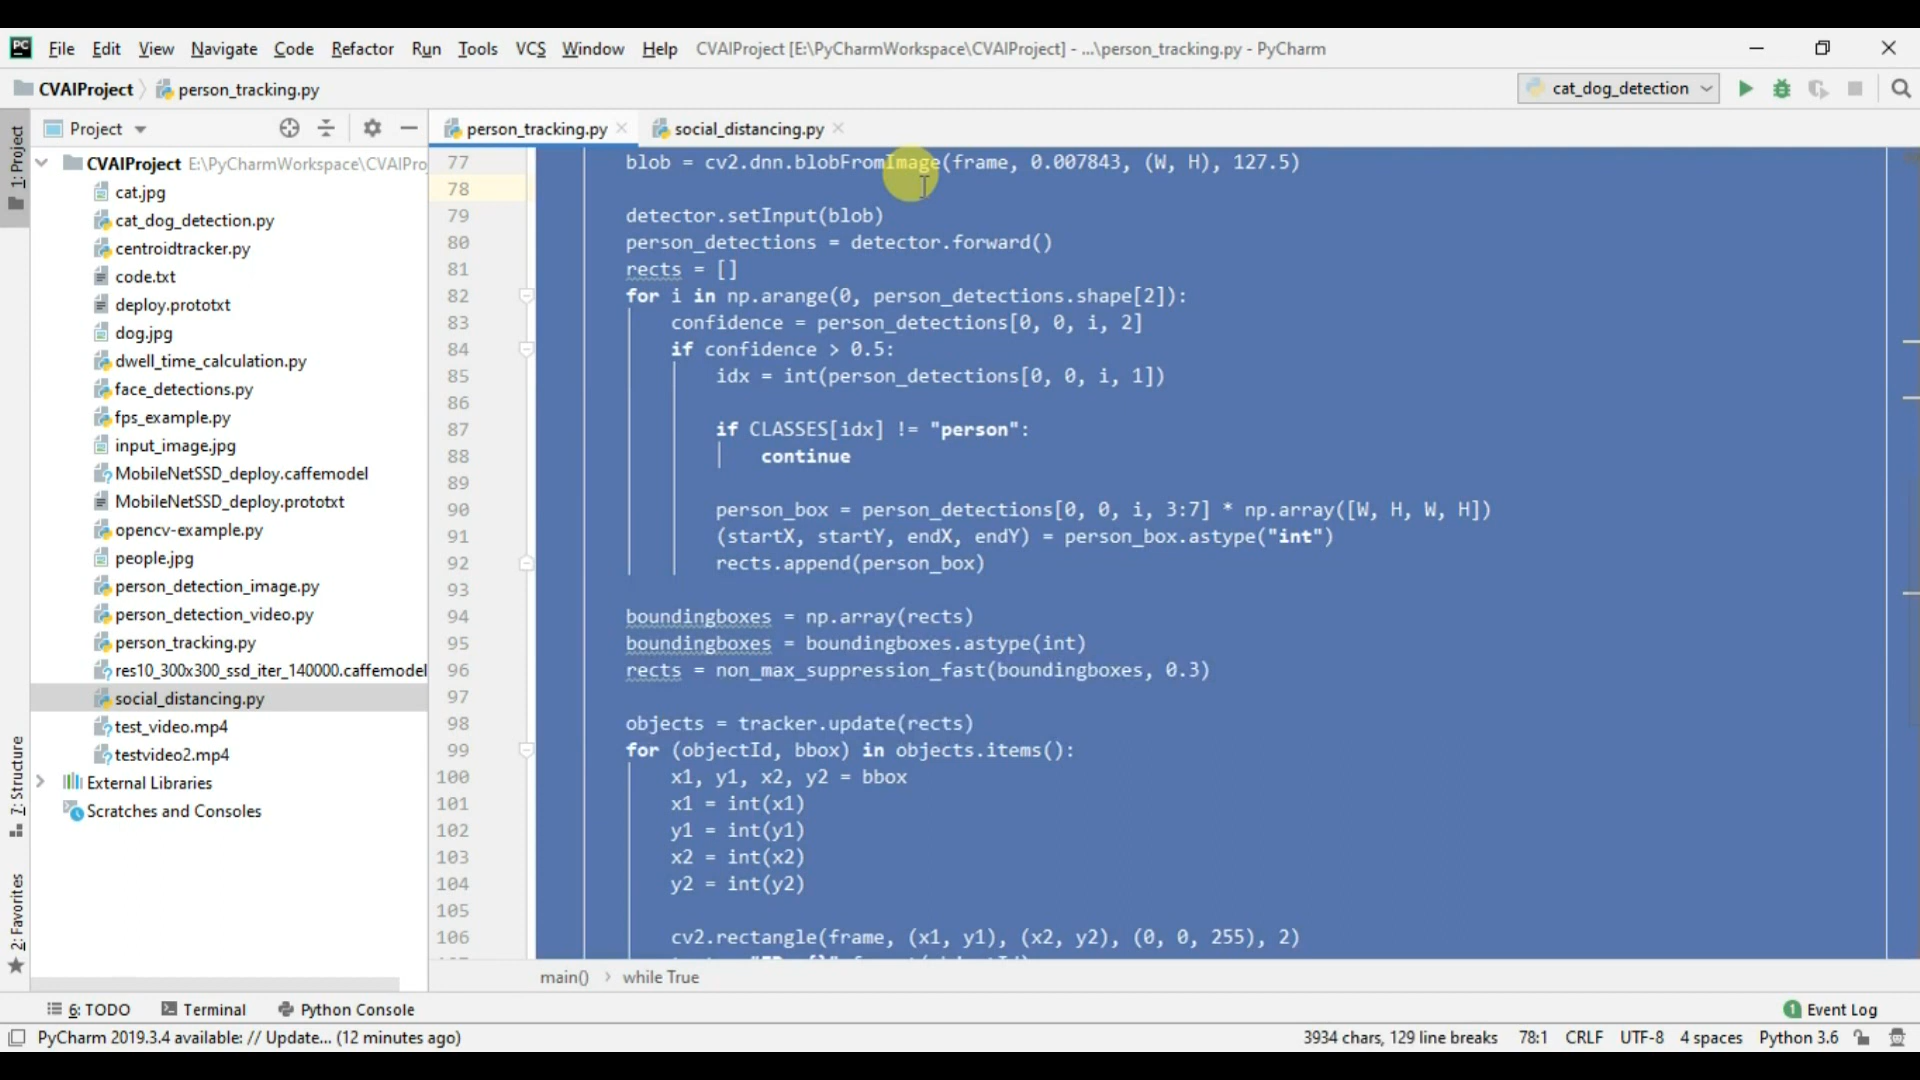 File Edit View Navigate Code Refactor Run Tools VCS Window Help CVAIProject [E:\PyCharmWorkspace\CVAIProject] - ...\person_tracking.py - PyCharm
CVAIProject person_tracking.py cat_dog_detection
Project
person_tracking.py social_distancing.py
1: Project
7: Structure
2: Favorites
CVAIProject E:\PyCharmWorkspace\CVAIPro
cat.jpg
cat_dog_detection.py
centroidtracker.py
code.txt
deploy.prototxt
dog.jpg
dwell_time_calculation.py
face_detections.py
fps_example.py
input_image.jpg
MobileNetSSD_deploy.caffemodel
MobileNetSSD_deploy.prototxt
opencv-example.py
people.jpg
person_detection_image.py
person_detection_video.py
person_tracking.py
res10_300x300_ssd_iter_140000.caffemodel
social_distancing.py
test_video.mp4
testvideo2.mp4
External Libraries
Scratches and Consoles
77 blob = cv2.dnn.blobFromImage(frame, 0.007843, (W, H), 127.5)
78
79 detector.setInput(blob)
80 person_detections = detector.forward()
81 rects = []
82 for i in np.arange(0, person_detections.shape[2]):
83 confidence = person_detections[0, 0, i, 2]
84 if confidence > 0.5:
85 idx = int(person_detections[0, 0, i, 1])
86
87 if CLASSES[idx] != "person":
88 continue
89
90 person_box = person_detections[0, 0, i, 3:7] * np.array([W, H, W, H])
91 (startX, startY, endX, endY) = person_box.astype("int")
92 rects.append(person_box)
93
94 boundingboxes = np.array(rects)
95 boundingboxes = boundingboxes.astype(int)
96 rects = non_max_suppression_fast(boundingboxes, 0.3)
97
98 objects = tracker.update(rects)
99 for (objectId, bbox) in objects.items():
100 x1, y1, x2, y2 = bbox
101 x1 = int(x1)
102 y1 = int(y1)
103 x2 = int(x2)
104 y2 = int(y2)
105
106 cv2.rectangle(frame, (x1, y1), (x2, y2), (0, 0, 255), 2)
main() while True
6: TODO Terminal Python Console 1 Event Log
PyCharm 2019.3.4 available: // Update... (12 minutes ago) 3934 chars, 129 line breaks 78:1 CRLF UTF-8 4 spaces Python 3.6